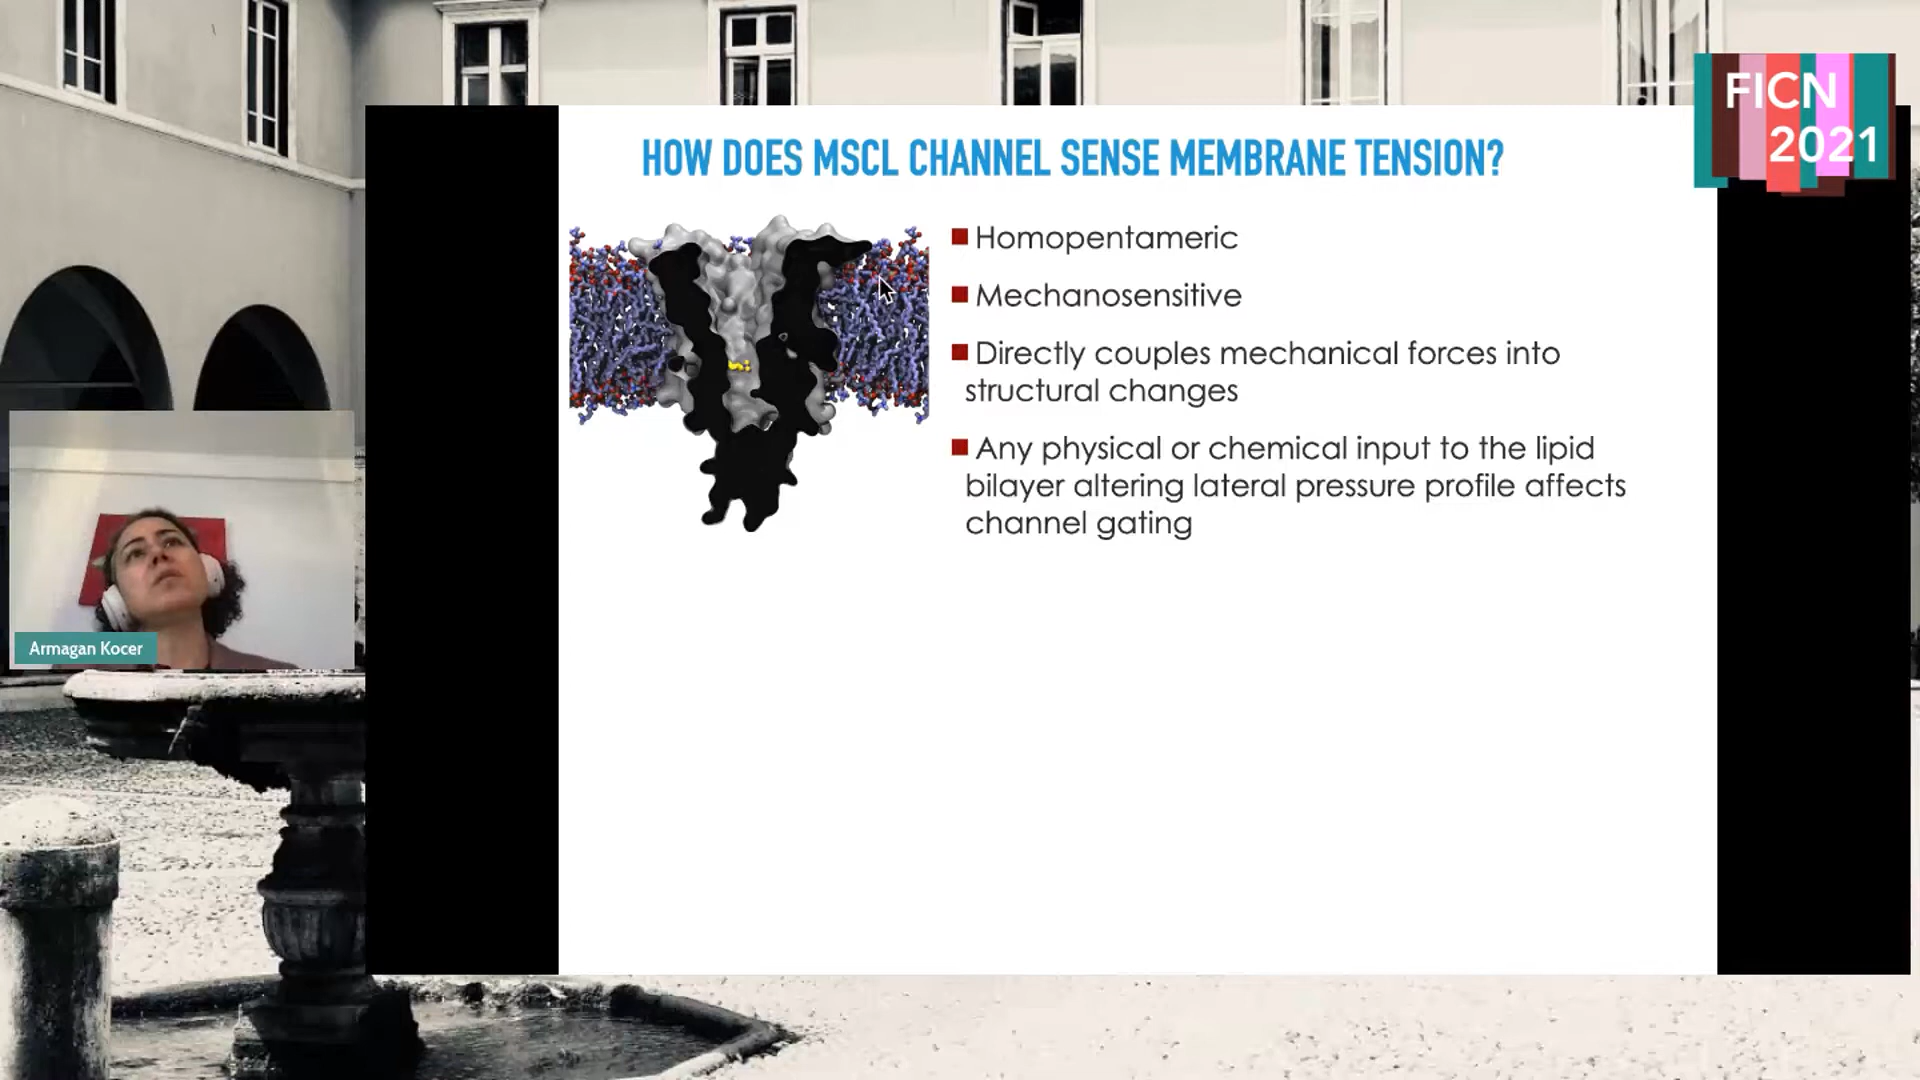 FICN
2021
HOW DOES MSCL CHANNEL SENSE MEMBRANE TENSION?
Homopentameric
Mechanosensitive
Directly couples mechanical forces into
structural changes
Any physical or chemical input to the lipid
bilayer altering lateral pressure profile affects
channel gating
Armagan Kocer